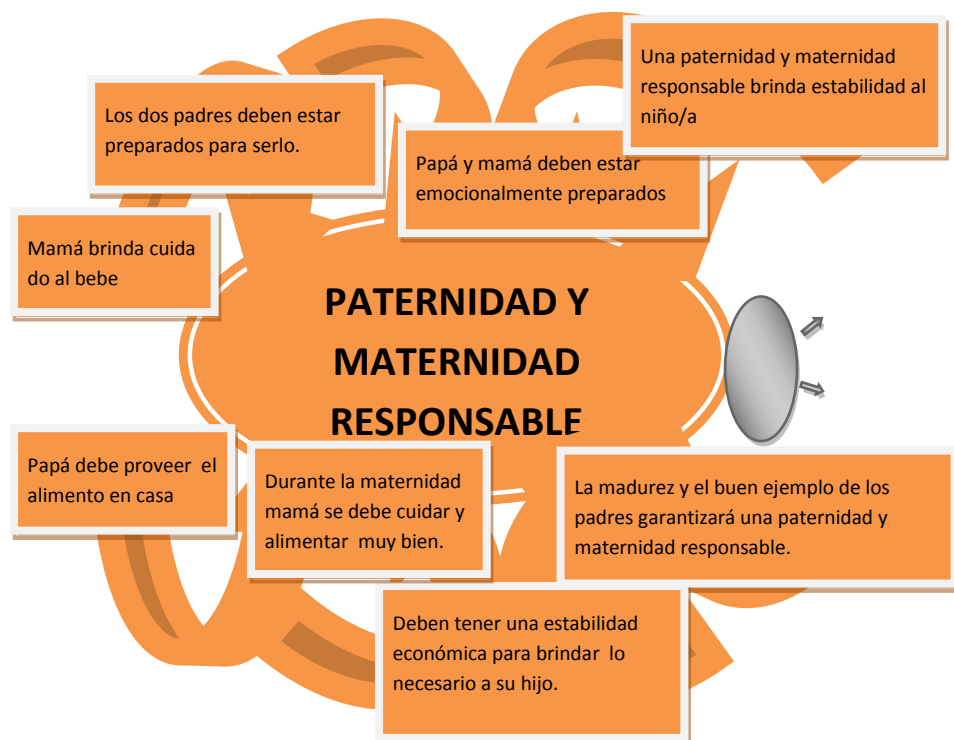 Una paternidad y maternidad
responsable brinda estabilidad al
niño/a
Los dos padres deben estar
preparados para serlo.
Papá y mamá deben estar
emocionalmente preparados
Mamá brinda cuida
do al bebe
PATERNIDAD Y
MATERNIDAD
RESPONSABLE
Papá debe proveer el
alimento en casa
Durante la maternidad
mamá se debe cuidar y
alimentar muy bien.
La madurez y el buen ejemplo de los
padres garantizará una paternidad y
maternidad responsable.
Deben tener una estabilidad
económica para brindar lo
necesario a su hijo.